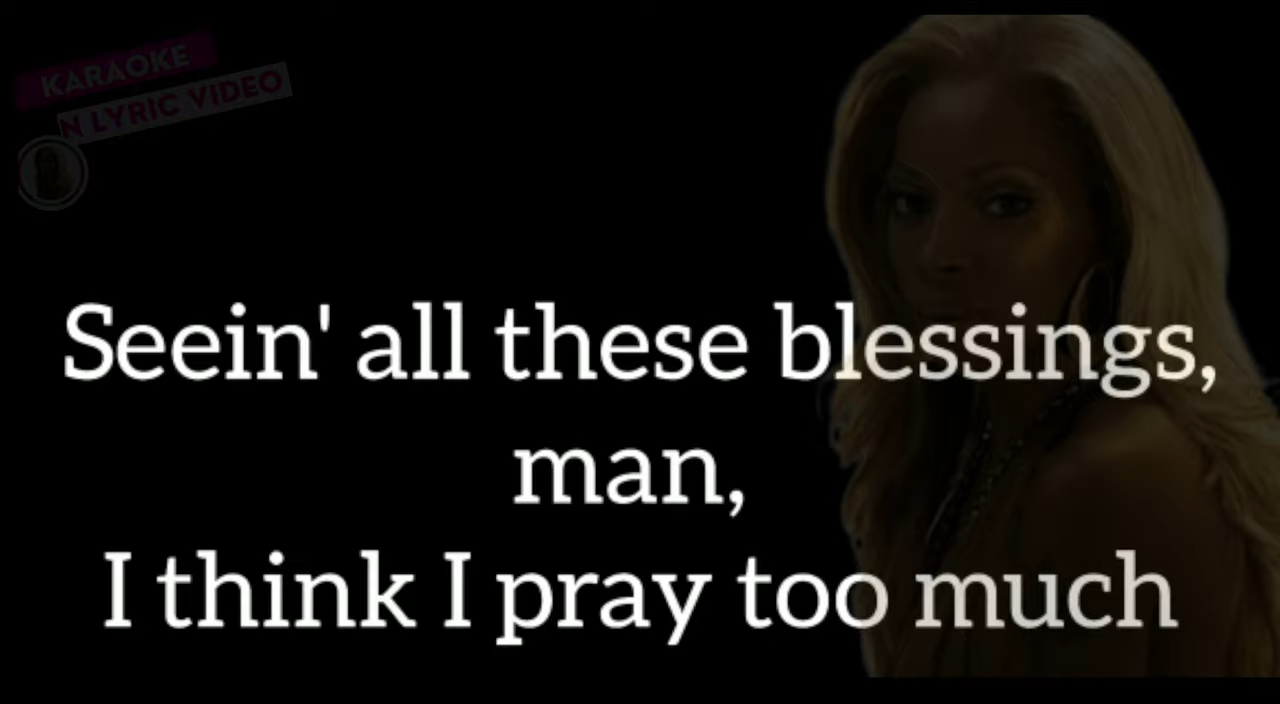 KARAOKE
N LYRIC VIDEO
Seein' all these blessings,
man,
I think I pray too much